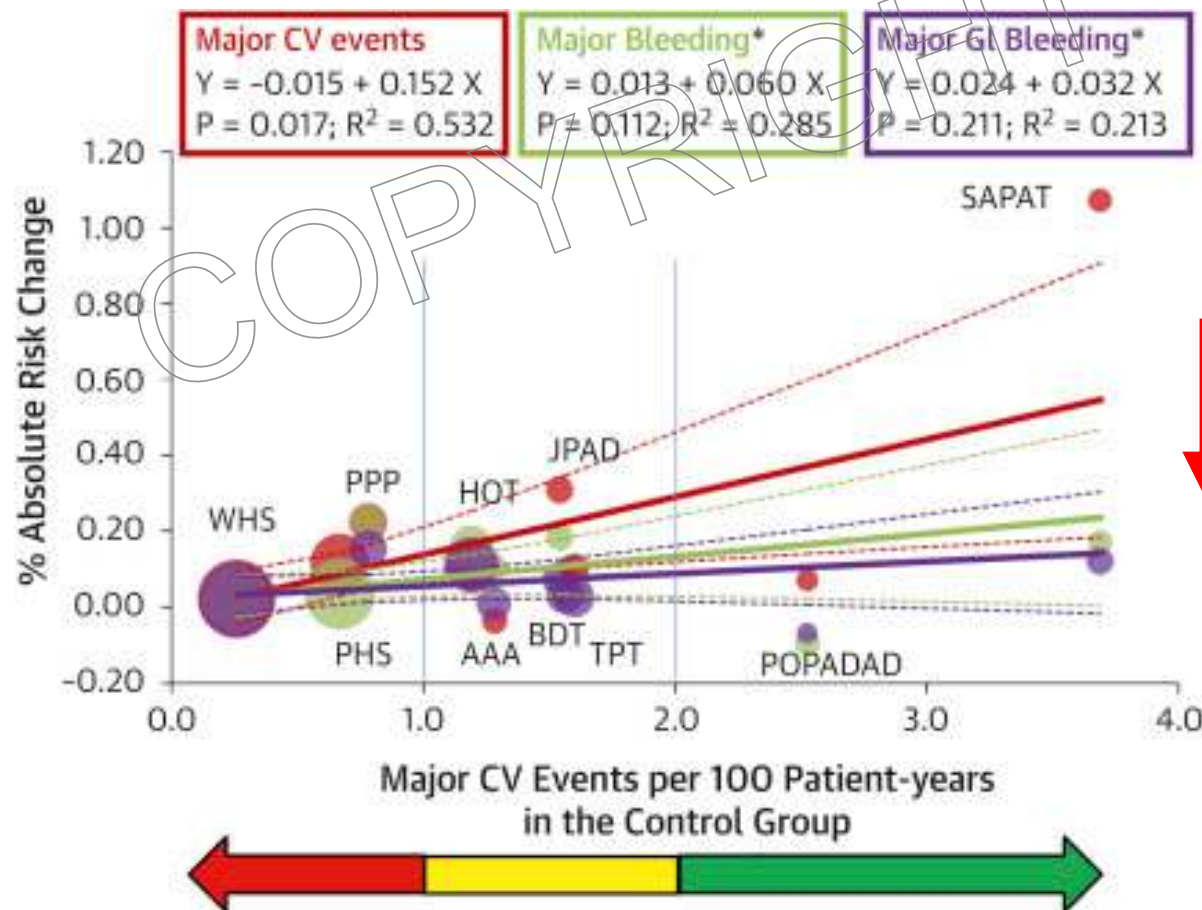 Major CV events
Y = -0.015 + 0.152 X
P = 0.017; R² = 0.532
Major Bleeding*
Y = 0.013 + 0.060 X
P = 0.112; R² = 0.285
Major GI Bleeding*
Y = 0.024 + 0.032 X
P = 0.211; R² = 0.213
COPYRIGHT
% Absolute Risk Change
1.20
1.00
0.80
0.60
0.40
0.20
0.00
-0.20
SAPAT
JPAD
PPP
HOT
WHS
PHS
AAA
BDT
TPT
POPADAD
0.0
1.0
2.0
3.0
4.0
Major CV Events per 100 Patient-years
in the Control Group